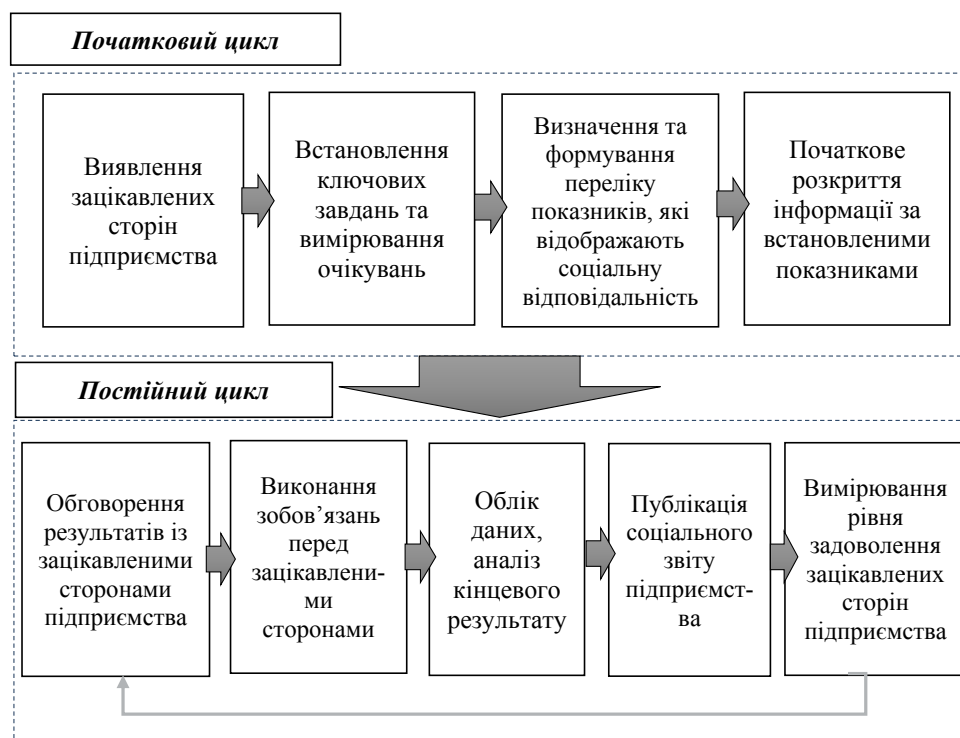 Початковий цикл
Виявлення
зацікавлених
сторін
підприємства
Встановлення
ключових
завдань та
вимірювання
очікувань
Визначення та
формування
переліку
показників, які
відображають
соціальну
відповідальність
Початкове
розкриття
інформації за
встановленими
показниками
Постійний цикл
Обговорення
результатів із
зацікавленими
сторонами
підприємства
Виконання
зобов’язань
перед
зацікавлени-
ми
сторонами
Облік
даних,
аналіз
кінцевого
результату
Публікація
соціального
звіту
підприємст-
ва
Вимірювання
рівня
задоволення
зацікавлених
сторін
підприємства